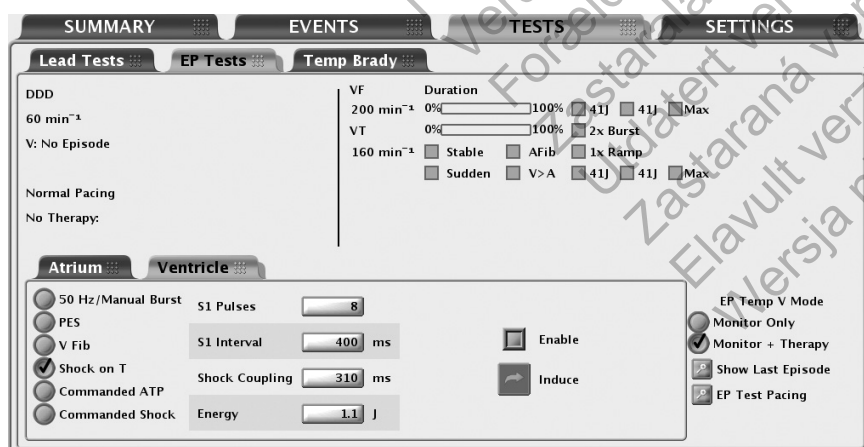 SUMMARY EVENTS TESTS SETTINGS
Lead Tests EP Tests Temp Brady
DDD
60 min⁻¹
V: No Episode
Normal Pacing
No Therapy:
VF Duration
200 min⁻¹ 0% 100% 41J 41J Max
VT 0% 100% 2x Burst
160 min⁻¹ Stable AFib 1x Ramp
Sudden V>A 41J 41J Max
Atrium Ventricle
50 Hz/Manual Burst
PES
V Fib
Shock on T
Commanded ATP
Commanded Shock
S1 Pulses 8
S1 Interval 400 ms
Shock Coupling 310 ms
Energy 1.1 J
Enable
Induce
EP Temp V Mode
Monitor Only
Monitor + Therapy
Show Last Episode
EP Test Pacing
Zastaraná
Utdatert
Elavult
Wersja